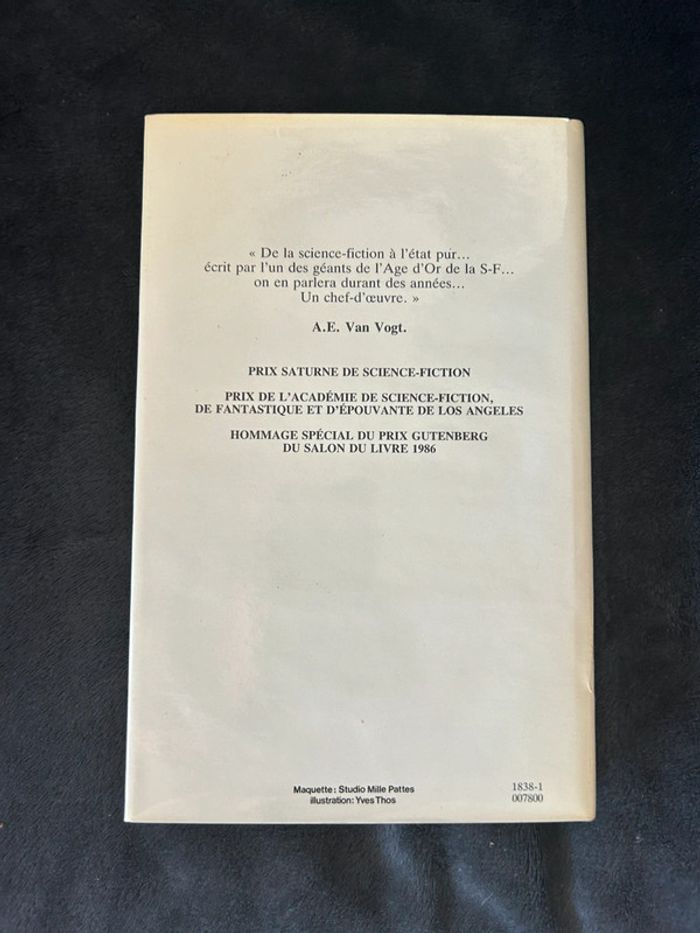 « De la science-fiction à l'état pur...
écrit par l'un des géants de l'Age d'Or de la S-F...
on en parlera durant des années...
Un chef-d'œuvre. »
A.E. Van Vogt.
PRIX SATURNE DE SCIENCE-FICTION
PRIX DE L'ACADÉMIE DE SCIENCE-FICTION,
DE FANTASTIQUE ET D'ÉPOUVANTE DE LOS ANGELES
HOMMAGE SPÉCIAL DU PRIX GUTENBERG
DU SALON DU LIVRE 1986
Maquette: Studio Mille Pattes
illustration: Yves Thos
1838-1
007800